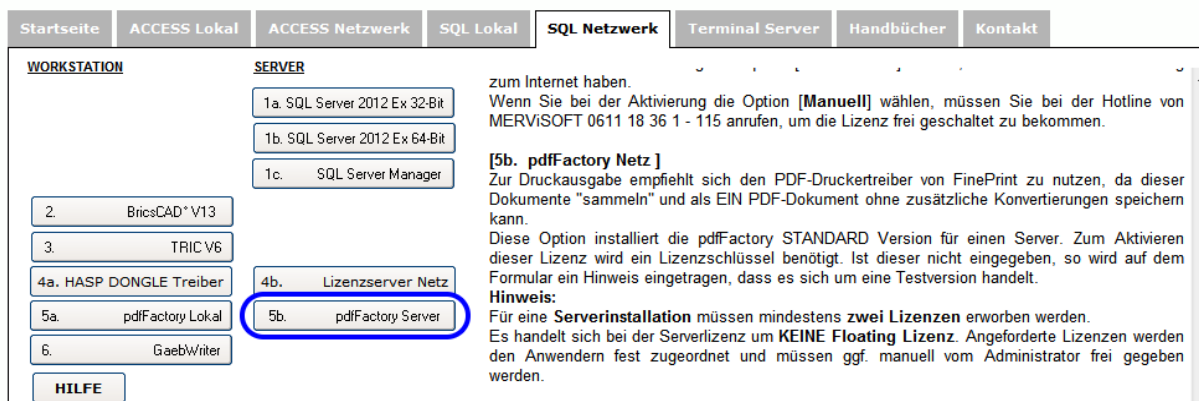 Startseite ACCESS Lokal ACCESS Netzwerk SQL Lokal SQL Netzwerk Terminal Server Handbücher Kontakt
WORKSTATION
2. BricsCAD* V13
3. TRIC V6
4a. HASP DONGLE Treiber
5a. pdfFactory Lokal
6. GaebWriter
HILFE
SERVER
1a. SQL Server 2012 Ex 32-Bit
1b. SQL Server 2012 Ex 64-Bit
1c. SQL Server Manager
4b. Lizenzserver Netz
5b. pdfFactory Server
zum Internet haben.
Wenn Sie bei der Aktivierung die Option [Manuell] wählen, müssen Sie bei der Hotline von
MERViSOFT 0611 18 36 1 - 115 anrufen, um die Lizenz frei geschaltet zu bekommen.
[5b. pdfFactory Netz ]
Zur Druckausgabe empfiehlt sich den PDF-Druckertreiber von FinePrint zu nutzen, da dieser
Dokumente "sammeln" und als EIN PDF-Dokument ohne zusätzliche Konvertierungen speichern
kann.
Diese Option installiert die pdfFactory STANDARD Version für einen Server. Zum Aktivieren
dieser Lizenz wird ein Lizenzschlüssel benötigt. Ist dieser nicht eingegeben, so wird auf dem
Formular ein Hinweis eingetragen, dass es sich um eine Testversion handelt.
Hinweis:
Für eine Serverinstallation müssen mindestens zwei Lizenzen erworben werden.
Es handelt sich bei der Serverlizenz um KEINE Floating Lizenz. Angeforderte Lizenzen werden
den Anwendern fest zugeordnet und müssen ggf. manuell vom Administrator frei gegeben
werden.